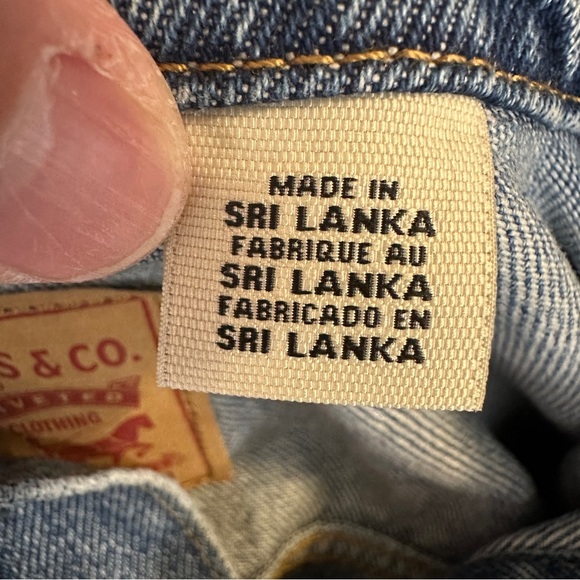 MADE IN
SRI LANKA
FABRIQUE AU
SRI LANKA
FABRICADO EN
SRI LANKA
S & CO.
CLOTHING